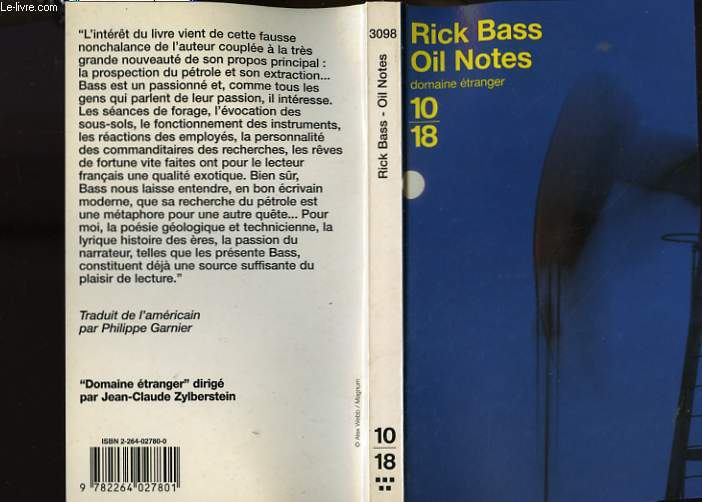 Le-livre.com
"L'intérêt du livre vient de cette fausse
nonchalance de l'auteur couplée à la très
grande nouveauté de son propos principal :
la prospection du pétrole et son extraction...
Bass est un passionné et, comme tous les
gens qui parlent de leur passion, il intéresse.
Les séances de forage, l'évocation des
sous-sols, le fonctionnement des instruments,
les réactions des employés, la personnalité
des commanditaires des recherches, les rêves
de fortune vite faites ont pour le lecteur
français une qualité exotique. Bien sûr,
Bass nous laisse entendre, en bon écrivain
moderne, que sa recherche du pétrole est
une métaphore pour une autre quête... Pour
moi, la poésie géologique et technicienne, la
lyrique histoire des ères, la passion du
narrateur, telles que les présente Bass,
constituent déjà une source suffisante du
plaisir de lecture."
Traduit de l'américain
par Philippe Garnier
"Domaine étranger" dirigé
par Jean-Claude Zylberstein
ISBN 2-264-02780-0
9 782264 027801
© Alex Webb / Magnum
3098
Rick Bass - Oil Notes
10
18
Rick Bass
Oil Notes
domaine étranger
10
18